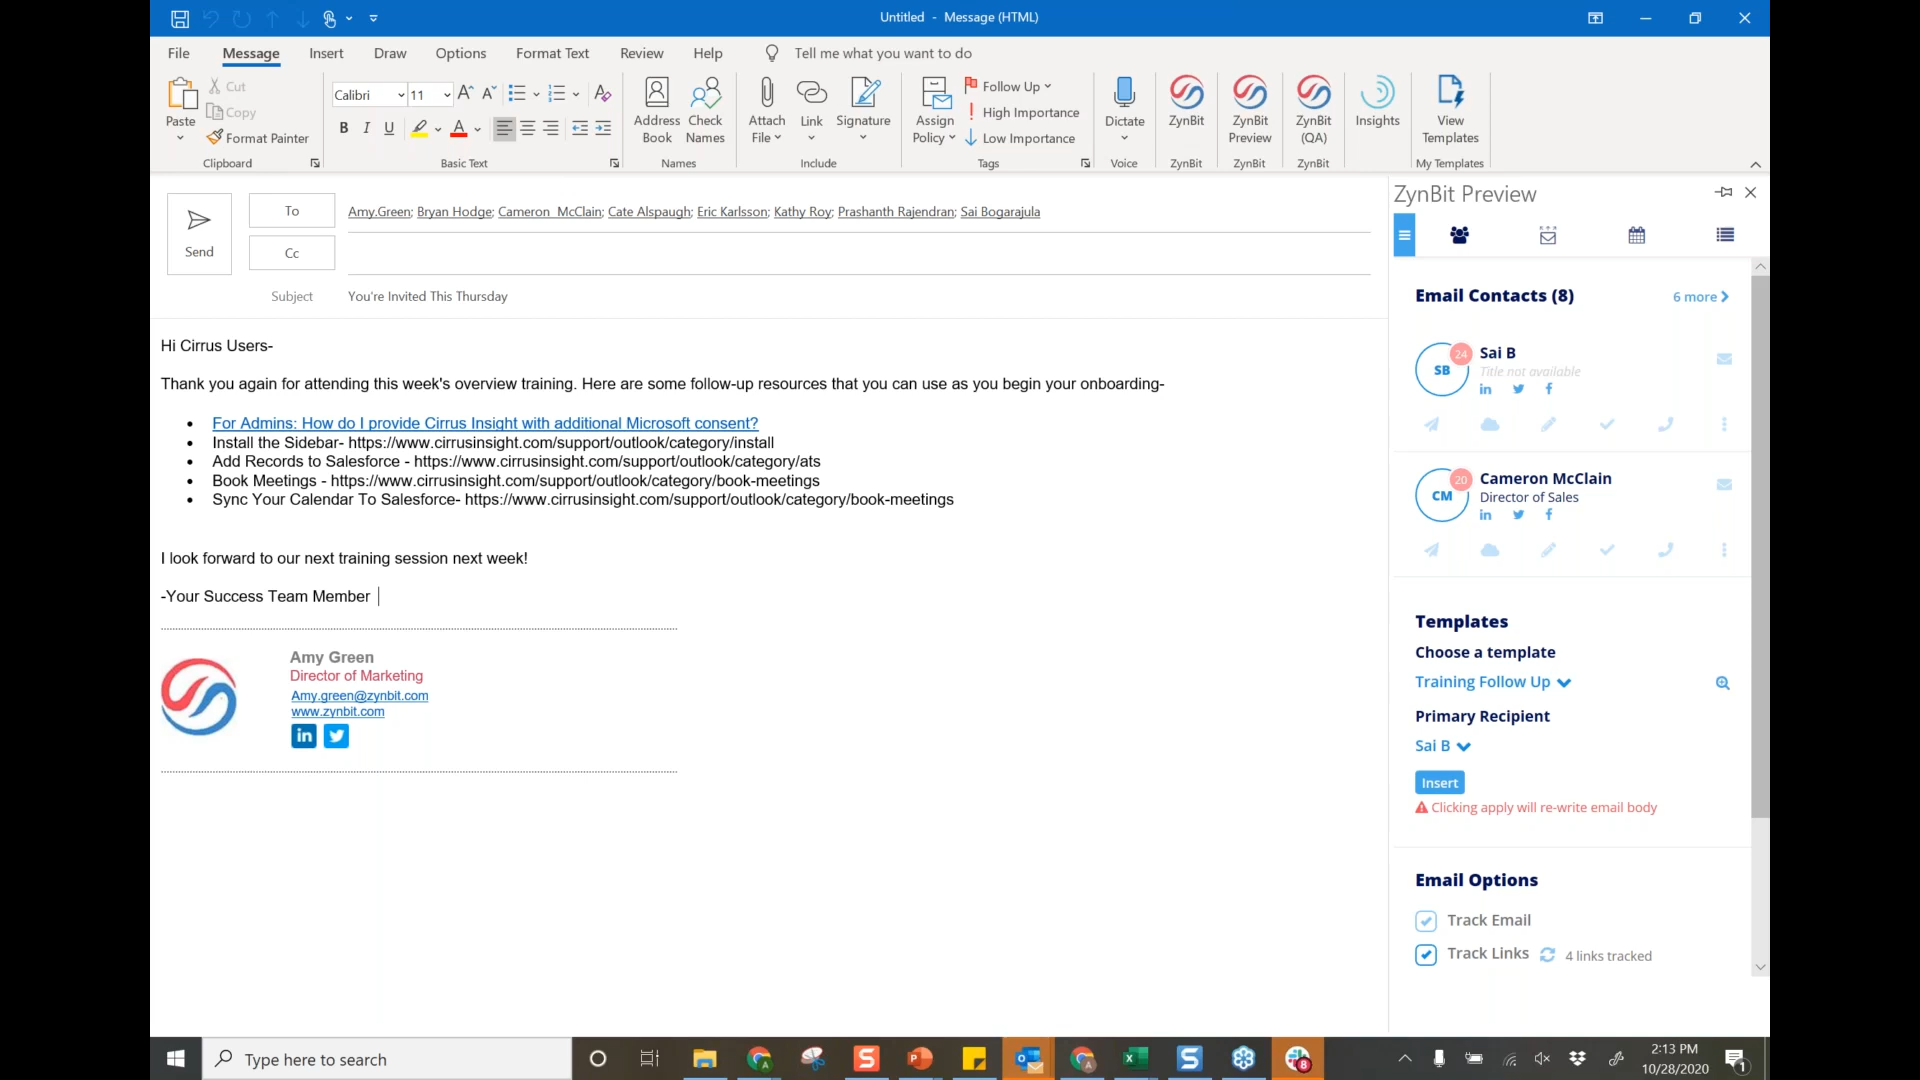 Untitled - Message (HTML)
File Message Insert Draw Options Format Text Review Help Tell me what you want to do
Paste
Cut
Copy
Format Painter
Clipboard
Calibri 11
B I U A
Basic Text
Address Book
Check Names
Names
Attach File
Link
Signature
Include
Assign Policy
Follow Up
High Importance
Low Importance
Tags
Dictate
Voice
ZynBit
ZynBit
ZynBit Preview
ZynBit
ZynBit (QA)
ZynBit
Insights
View Templates
My Templates
Send
To
Amy.Green; Bryan Hodge; Cameron McClain; Cate Alspaugh; Eric Karlsson; Kathy Roy; Prashanth Rajendran; Sai Bogarajula
Cc
Subject You're Invited This Thursday
Hi Cirrus Users-
Thank you again for attending this week's overview training. Here are some follow-up resources that you can use as you begin your onboarding-
• For Admins: How do I provide Cirrus Insight with additional Microsoft consent?
• Install the Sidebar- https://www.cirrusinsight.com/support/outlook/category/install
• Add Records to Salesforce - https://www.cirrusinsight.com/support/outlook/category/ats
• Book Meetings - https://www.cirrusinsight.com/support/outlook/category/book-meetings
• Sync Your Calendar To Salesforce- https://www.cirrusinsight.com/support/outlook/category/book-meetings
I look forward to our next training session next week!
-Your Success Team Member
Amy Green
Director of Marketing
Amy.green@zynbit.com
www.zynbit.com
in
ZynBit Preview
Email Contacts (8) 6 more
SB 24 Sai B
Title not available
in
CM 20 Cameron McClain
Director of Sales
in
Templates
Choose a template
Training Follow Up
Primary Recipient
Sai B
Insert
Clicking apply will re-write email body
Email Options
Track Email
Track Links 4 links tracked
Type here to search
2:13 PM
10/28/2020
1